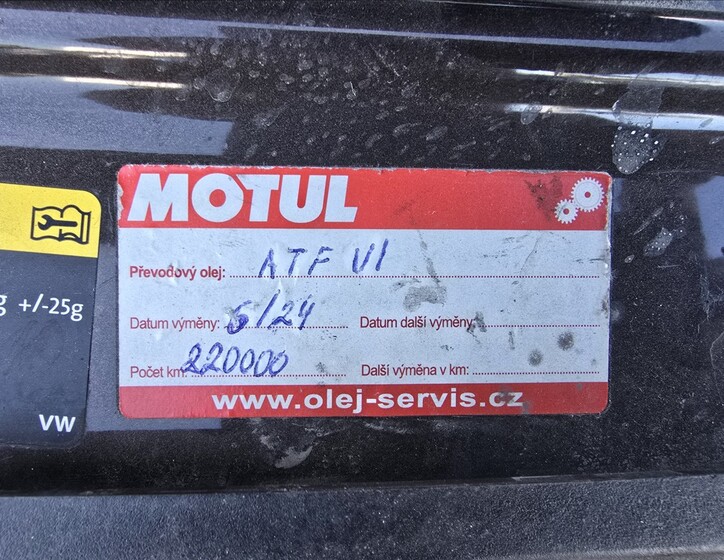 MOTUL
Převodový olej: ATF VI
Datum výměny: 5/24 Datum další výměny:
Počet km: 220000 Další výměna v km:
www.olej-servis.cz
g +/-25g
VW